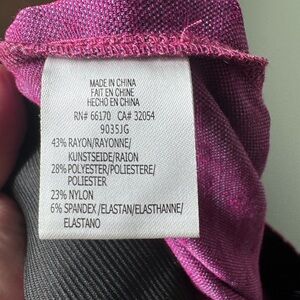 MADE IN CHINA
FAIT EN CHINE
HECHO EN CHINA
RN# 66170 CA# 32054
9035JG
43% RAYON/RAYONNE/
KUNSTSEIDE/RAION
28% POLYESTER/POLIESTERE/
POLIESTER
23% NYLON
6% SPANDEX /ELASTAN/ELASTHANNE/
ELASTANO